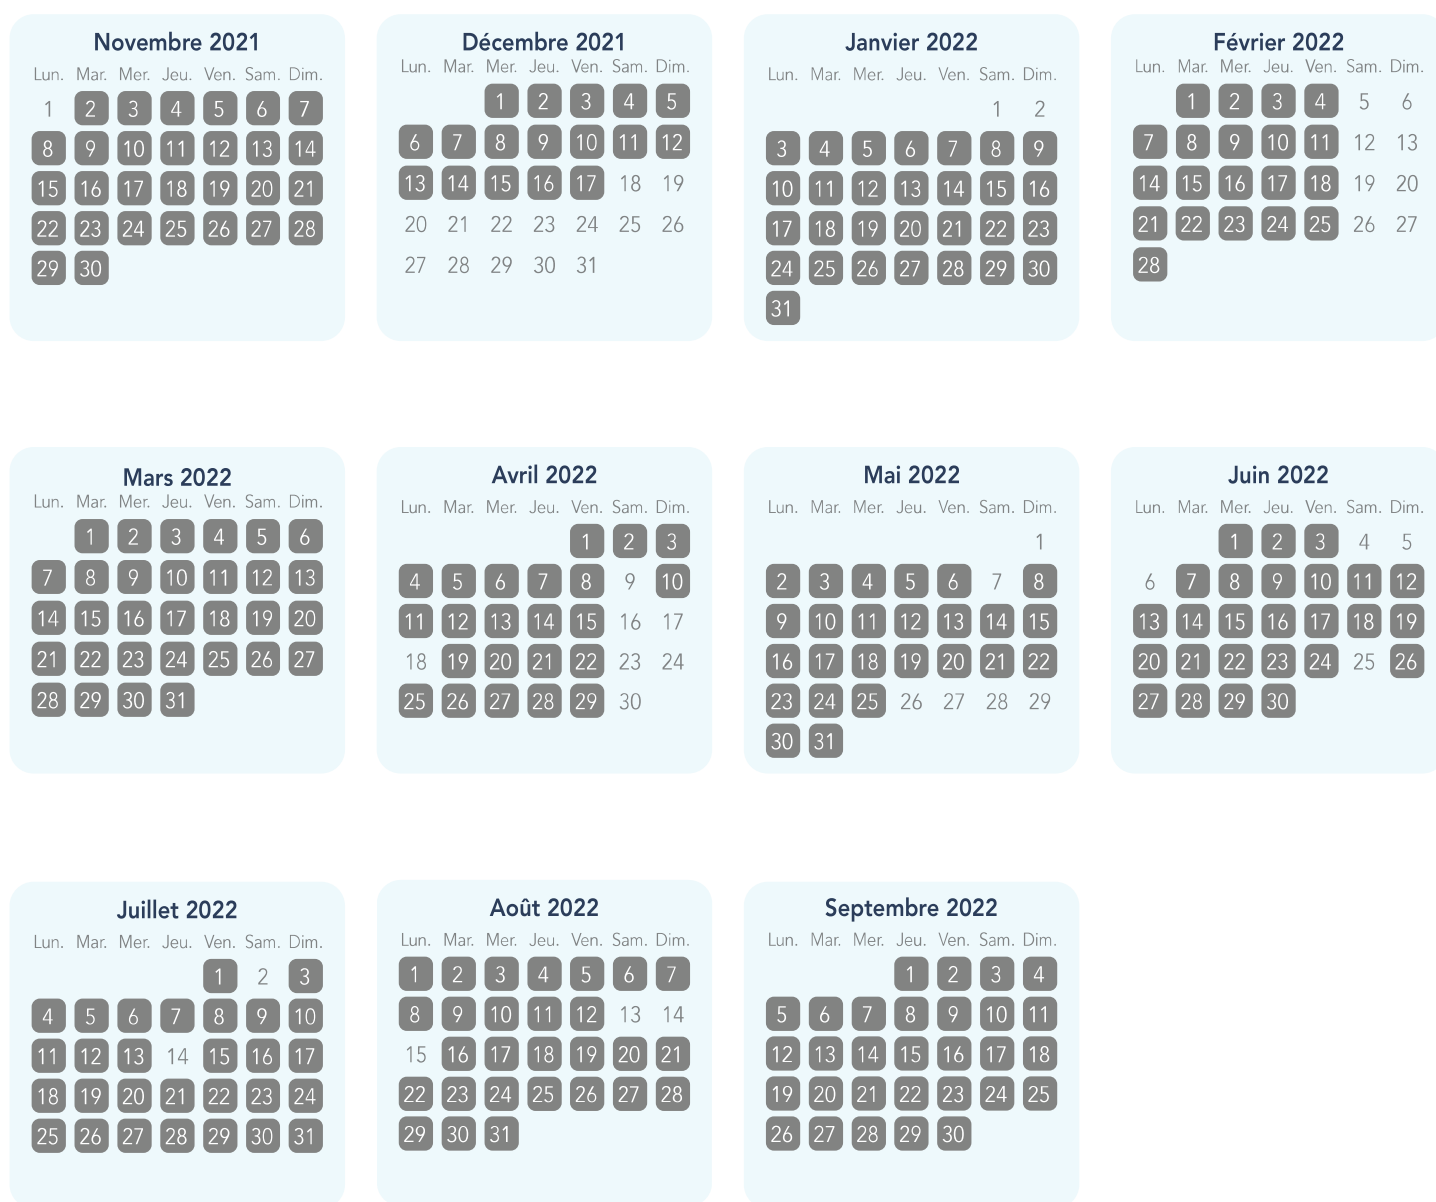 Novembre 2021
Lun. Mar. Mer. Jeu. Ven. Sam. Dim.
1 2 3 4 5 6 7
8 9 10 11 12 13 14
15 16 17 18 19 20 21
22 23 24 25 26 27 28
29 30
Décembre 2021
Lun. Mar. Mer. Jeu. Ven. Sam. Dim.
1 2 3 4 5
6 7 8 9 10 11 12
13 14 15 16 17 18 19
20 21 22 23 24 25 26
27 28 29 30 31
Janvier 2022
Lun. Mar. Mer. Jeu. Ven. Sam. Dim.
1 2
3 4 5 6 7 8 9
10 11 12 13 14 15 16
17 18 19 20 21 22 23
24 25 26 27 28 29 30
31
Février 2022
Lun. Mar. Mer. Jeu. Ven. Sam. Dim.
1 2 3 4 5 6
7 8 9 10 11 12 13
14 15 16 17 18 19 20
21 22 23 24 25 26 27
28
Mars 2022
Lun. Mar. Mer. Jeu. Ven. Sam. Dim.
1 2 3 4 5 6
7 8 9 10 11 12 13
14 15 16 17 18 19 20
21 22 23 24 25 26 27
28 29 30 31
Avril 2022
Lun. Mar. Mer. Jeu. Ven. Sam. Dim.
1 2 3
4 5 6 7 8 9 10
11 12 13 14 15 16 17
18 19 20 21 22 23 24
25 26 27 28 29 30
Mai 2022
Lun. Mar. Mer. Jeu. Ven. Sam. Dim.
1
2 3 4 5 6 7 8
9 10 11 12 13 14 15
16 17 18 19 20 21 22
23 24 25 26 27 28 29
30 31
Juin 2022
Lun. Mar. Mer. Jeu. Ven. Sam. Dim.
1 2 3 4 5
6 7 8 9 10 11 12
13 14 15 16 17 18 19
20 21 22 23 24 25 26
27 28 29 30
Juillet 2022
Lun. Mar. Mer. Jeu. Ven. Sam. Dim.
1 2 3
4 5 6 7 8 9 10
11 12 13 14 15 16 17
18 19 20 21 22 23 24
25 26 27 28 29 30 31
Août 2022
Lun. Mar. Mer. Jeu. Ven. Sam. Dim.
1 2 3 4 5 6 7
8 9 10 11 12 13 14
15 16 17 18 19 20 21
22 23 24 25 26 27 28
29 30 31
Septembre 2022
Lun. Mar. Mer. Jeu. Ven. Sam. Dim.
1 2 3 4
5 6 7 8 9 10 11
12 13 14 15 16 17 18
19 20 21 22 23 24 25
26 27 28 29 30